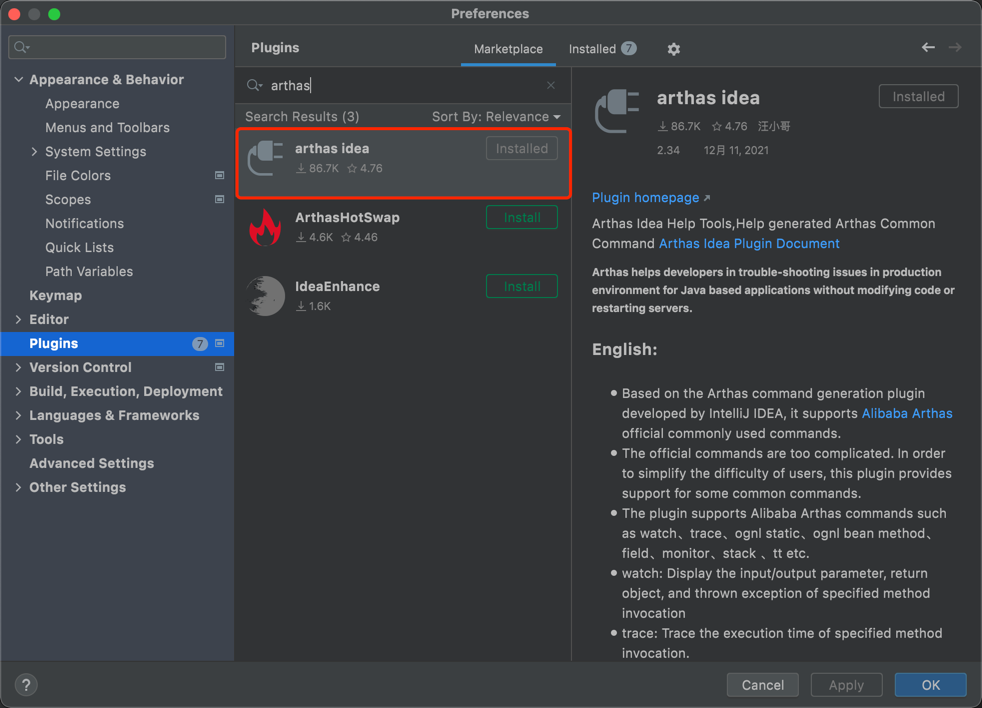 Preferences
Appearance & Behavior
Appearance
Menus and Toolbars
System Settings
File Colors
Scopes
Notifications
Quick Lists
Path Variables
Keymap
Editor
Plugins
7
Version Control
Build, Execution, Deployment
Languages & Frameworks
Tools
Advanced Settings
Other Settings
Plugins
Marketplace
Installed 7
arthas
Search Results (3)
Sort By: Relevance
arthas idea
Installed
86.7K 4.76
ArthasHotSwap
Install
4.6K 4.46
IdeaEnhance
Install
1.6K
arthas idea
Installed
86.7K 4.76 汪小哥
2.34 12月 11, 2021
Plugin homepage ↗
Arthas Idea Help Tools,Help generated Arthas Common
Command Arthas Idea Plugin Document
Arthas helps developers in trouble-shooting issues in production
environment for Java based applications without modifying code or
restarting servers.
English:
• Based on the Arthas command generation plugin
developed by IntelliJ IDEA, it supports Alibaba Arthas
official commonly used commands.
• The official commands are too complicated. In order
to simplify the difficulty of users, this plugin provides
support for some common commands.
• The plugin supports Alibaba Arthas commands such
as watch、trace、ognl static、ognl bean method、
field、monitor、stack 、tt etc.
• watch: Display the input/output parameter, return
object, and thrown exception of specified method
invocation
• trace: Trace the execution time of specified method
invocation.
?
Cancel
Apply
OK